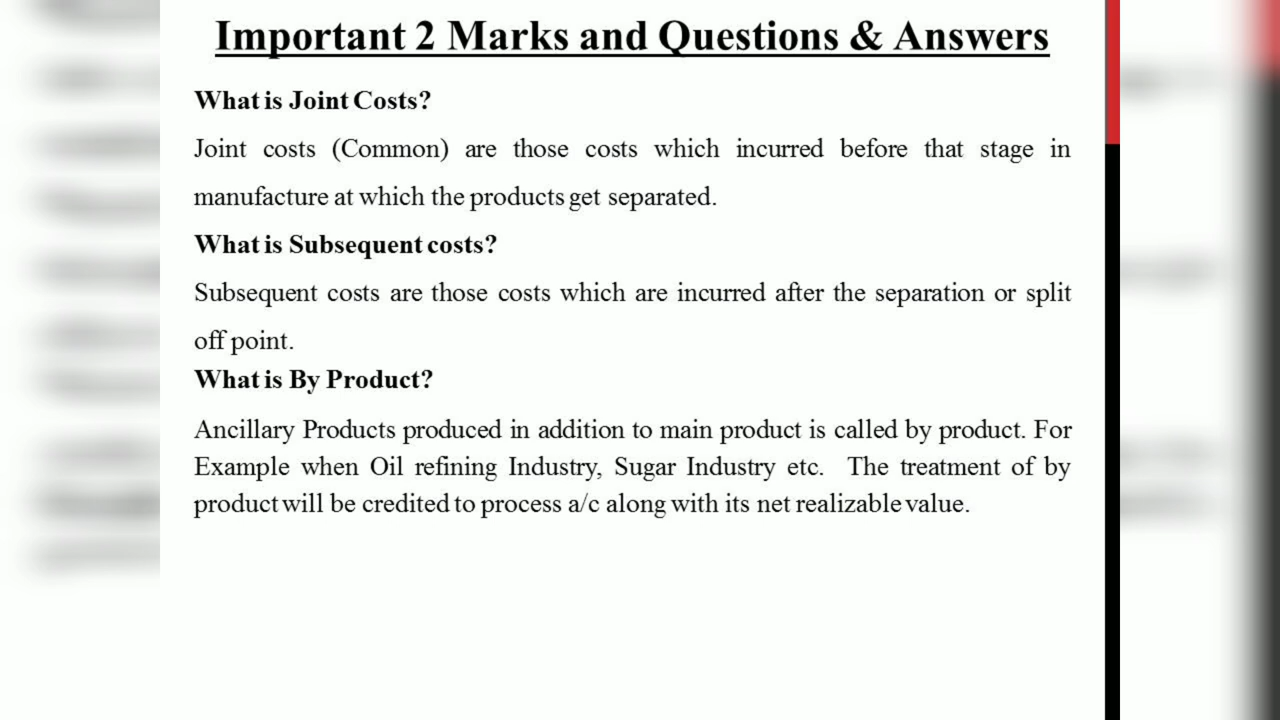 Important 2 Marks and Questions & Answers
What is Joint Costs?
Joint costs (Common) are those costs which incurred before that stage in
manufacture at which the products get separated.
What is Subsequent costs?
Subsequent costs are those costs which are incurred after the separation or split
off point.
What is By Product?
Ancillary Products produced in addition to main product is called by product. For
Example when Oil refining Industry, Sugar Industry etc. The treatment of by
product will be credited to process a/c along with its net realizable value.